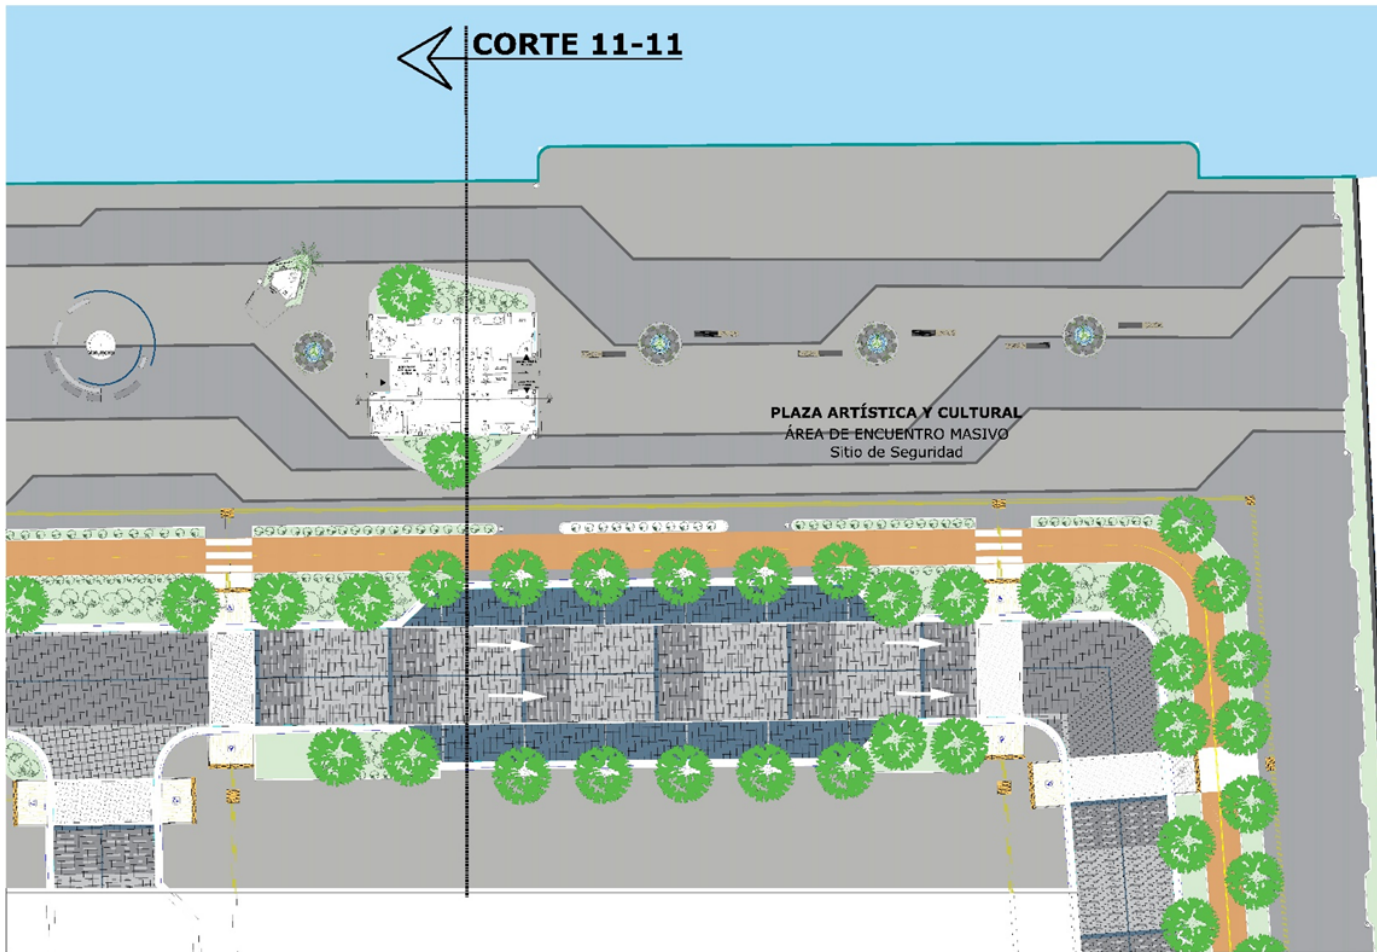 CORTE 11-11
PLAZA ARTÍSTICA Y CULTURAL
ÁREA DE ENCUENTRO MASIVO
Sitio de Seguridad